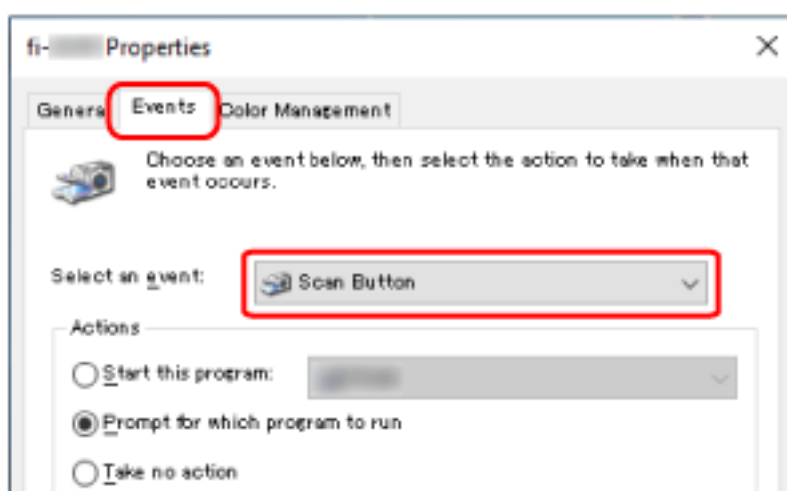 fi- Properties
General Events Color Management
Choose an event below, then select the action to take when that
event occurs.
Select an event: Scan Button
Actions
Start this program:
Prompt for which program to run
Take no action